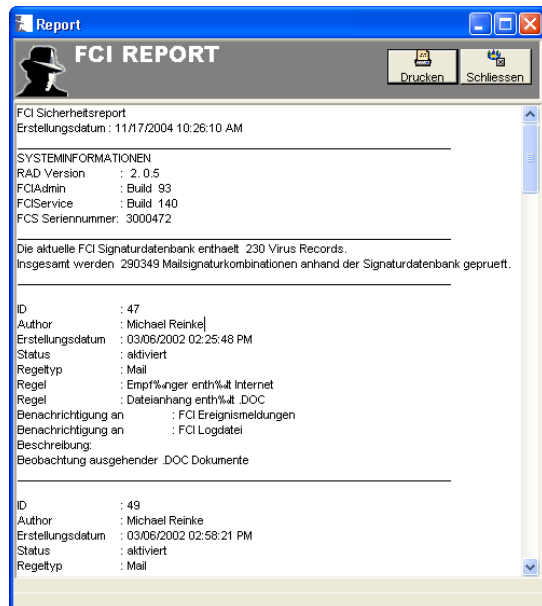 Report
FCI REPORT
Drucken
Schliessen
FCI Sicherheitsreport
Erstellungsdatum : 11/17/2004 10:26:10 AM
SYSTEMINFORMATIONEN
RAD Version : 2. 0.5
FCIAdmin : Build 93
FCIService : Build 140
FCS Seriennummer: 3000472
Die aktuelle FCI Signaturdatenbank enthaelt 230 Virus Records.
Insgesamt werden 290349 Mailsignaturkombinationen anhand der Signaturdatenbank geprueft.
ID : 47
Author : Michael Reinke
Erstellungsdatum : 03/06/2002 02:25:48 PM
Status : aktiviert
Regeltyp : Mail
Regel : Empf‰nger enth‰lt Internet
Regel : Dateianhang enth‰lt .DOC
Benachrichtigung an : FCI Ereignismeldungen
Benachrichtigung an : FCI Logdatei
Beschreibung:
Beobachtung ausgehender .DOC Dokumente
ID : 49
Author : Michael Reinke
Erstellungsdatum : 03/06/2002 02:58:21 PM
Status : aktiviert
Regeltyp : Mail